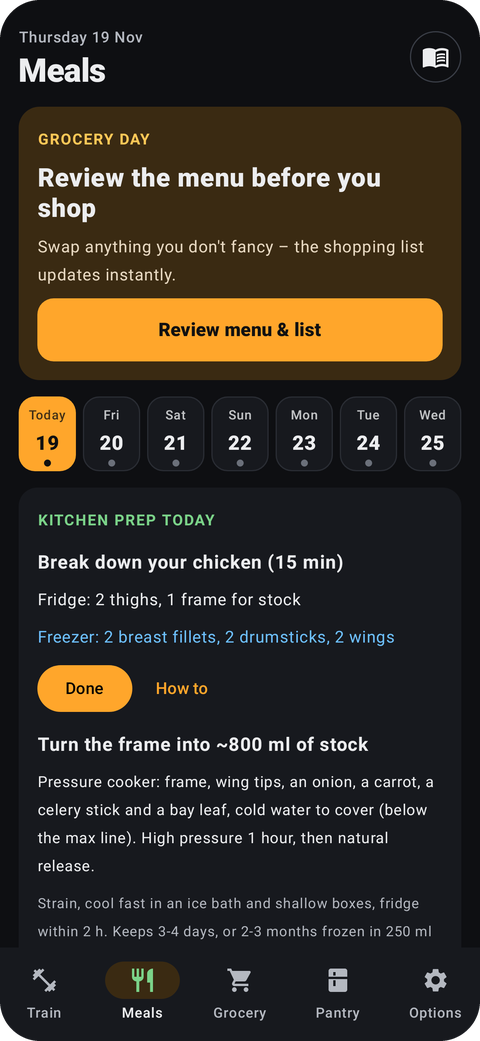 Thursday 19 Nov
Meals
GROCERY DAY
Review the menu before you
shop
Swap anything you don't fancy – the shopping list
updates instantly.
Review menu & list
Today
19
Fri
20
Sat
21
Sun
22
Mon
23
Tue
24
Wed
25
KITCHEN PREP TODAY
Break down your chicken (15 min)
Fridge: 2 thighs, 1 frame for stock
Freezer: 2 breast fillets, 2 drumsticks, 2 wings
Done
How to
Turn the frame into ~800 ml of stock
Pressure cooker: frame, wing tips, an onion, a carrot, a
celery stick and a bay leaf, cold water to cover (below
the max line). High pressure 1 hour, then natural
release.
Strain, cool fast in an ice bath and shallow boxes, fridge
within 2 h. Keeps 3-4 days, or 2-3 months frozen in 250 ml
Train
Meals
Grocery
Pantry
Options